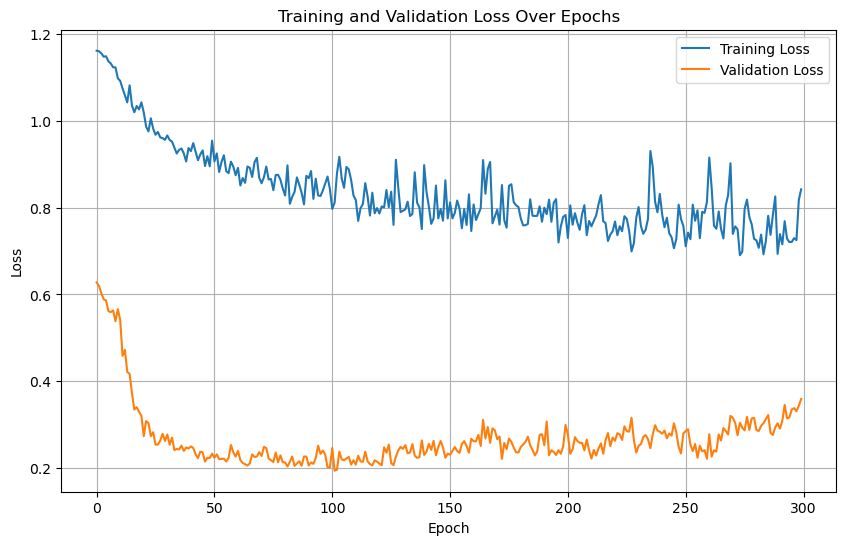 Training and Validation Loss Over Epochs
Training Loss
Validation Loss
Loss
1.2
1.0
0.8
0.6
0.4
0.2
0 50 100 150 200 250 300
Epoch